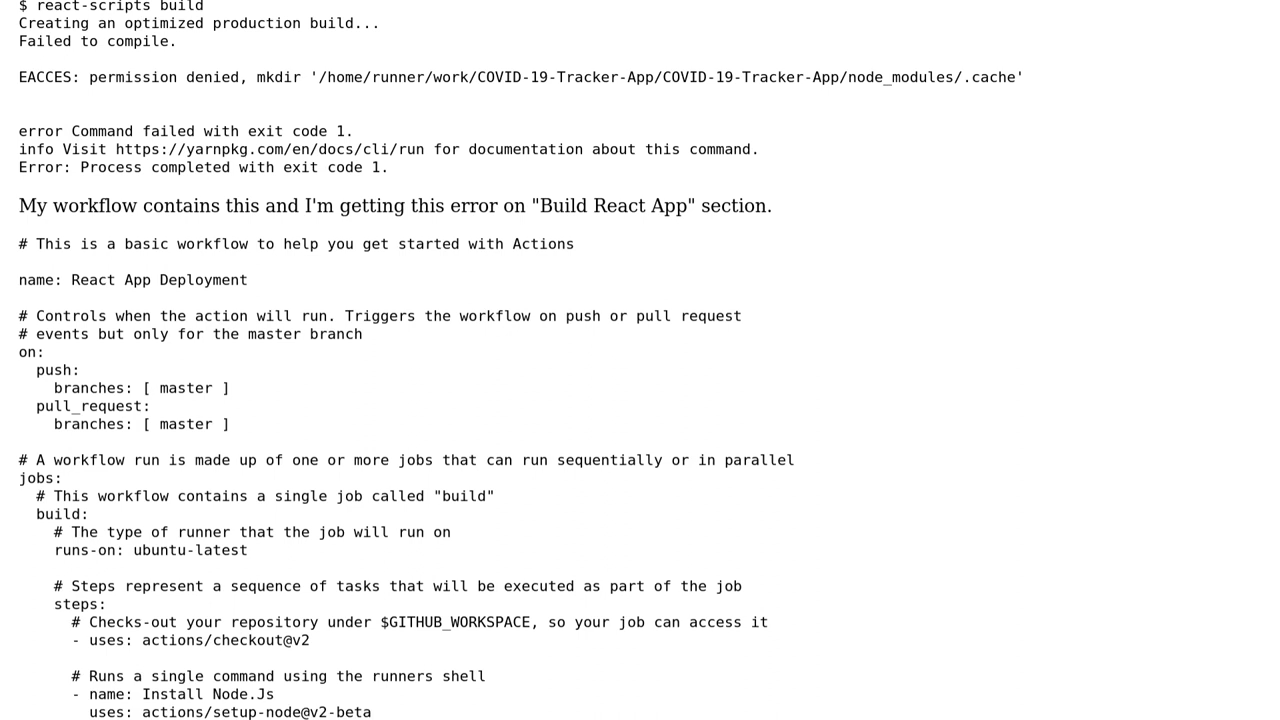 $ react-scripts build
Creating an optimized production build...
Failed to compile.

EACCES: permission denied, mkdir '/home/runner/work/COVID-19-Tracker-App/COVID-19-Tracker-App/node_modules/.cache'

error Command failed with exit code 1.
info Visit https://yarnpkg.com/en/docs/cli/run for documentation about this command.
Error: Process completed with exit code 1.

My workflow contains this and I'm getting this error on "Build React App" section.

# This is a basic workflow to help you get started with Actions

name: React App Deployment

# Controls when the action will run. Triggers the workflow on push or pull request
# events but only for the master branch
on:
  push:
    branches: [ master ]
  pull_request:
    branches: [ master ]

# A workflow run is made up of one or more jobs that can run sequentially or in parallel
jobs:
  # This workflow contains a single job called "build"
  build:
    # The type of runner that the job will run on
    runs-on: ubuntu-latest

    # Steps represent a sequence of tasks that will be executed as part of the job
    steps:
      # Checks-out your repository under $GITHUB_WORKSPACE, so your job can access it
      - uses: actions/checkout@v2

      # Runs a single command using the runners shell
      - name: Install Node.Js
        uses: actions/setup-node@v2-beta